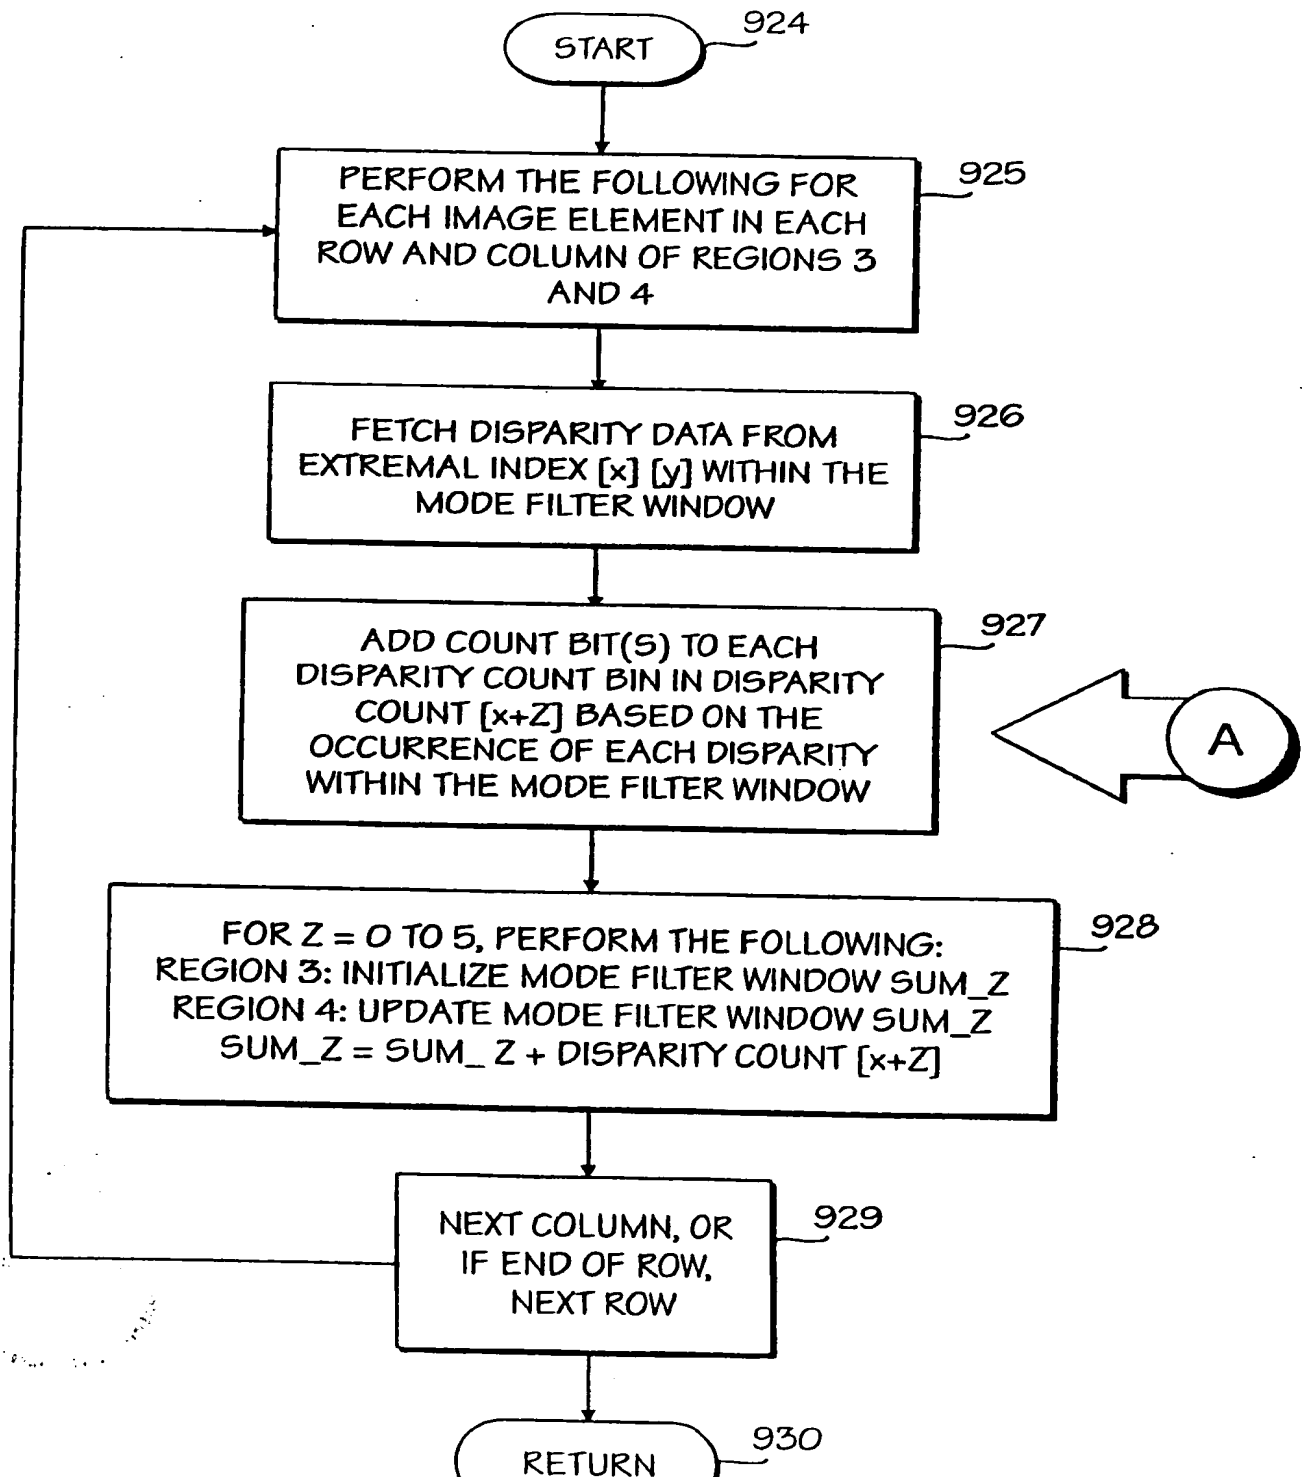 START
924
PERFORM THE FOLLOWING FOR
EACH IMAGE ELEMENT IN EACH
ROW AND COLUMN OF REGIONS 3
AND 4
925
FETCH DISPARITY DATA FROM
EXTREMAL INDEX [x] [y] WITHIN THE
MODE FILTER WINDOW
926
ADD COUNT BIT(S) TO EACH
DISPARITY COUNT BIN IN DISPARITY
COUNT [x+Z] BASED ON THE
OCCURRENCE OF EACH DISPARITY
WITHIN THE MODE FILTER WINDOW
927
A
FOR Z = 0 TO 5, PERFORM THE FOLLOWING:
REGION 3: INITIALIZE MODE FILTER WINDOW SUM_Z
REGION 4: UPDATE MODE FILTER WINDOW SUM_Z
SUM_Z = SUM_ Z + DISPARITY COUNT [x+Z]
928
NEXT COLUMN, OR
IF END OF ROW,
NEXT ROW
929
RETURN
930